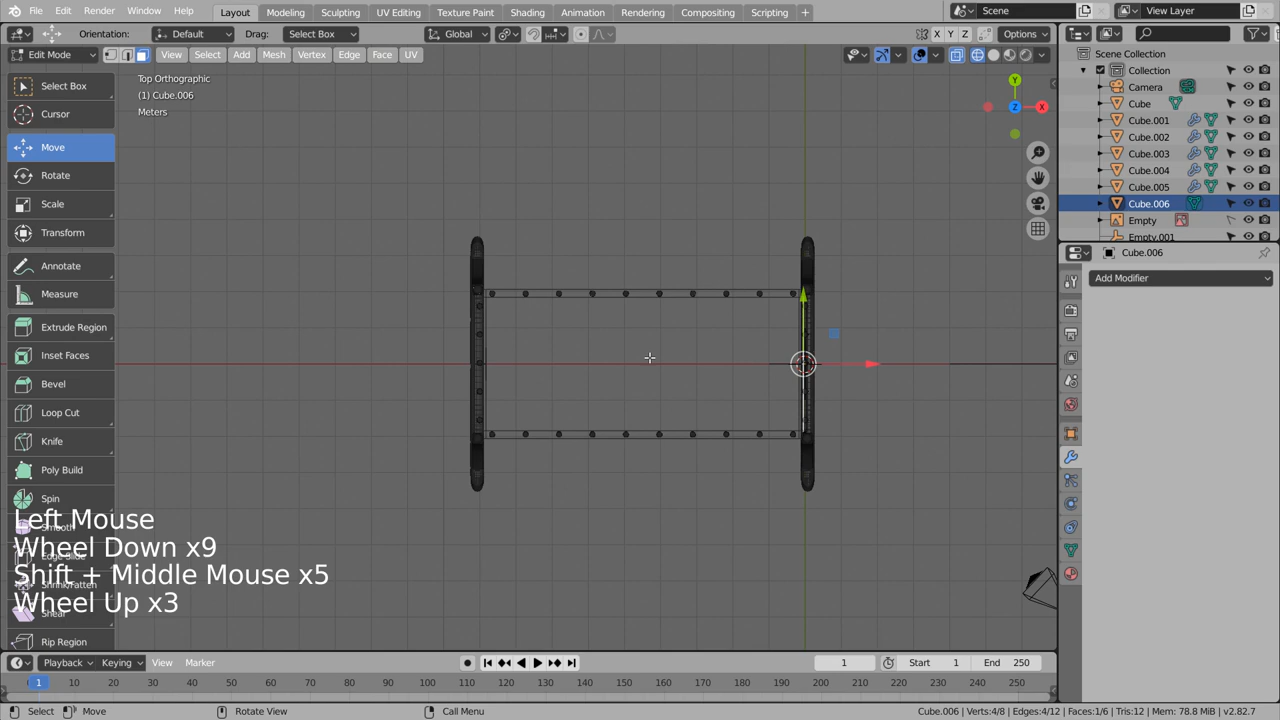 File Edit Render Window Help Layout Modeling Sculpting UV Editing Texture Paint Shading Animation Rendering Compositing Scripting + Scene View Layer
Orientation: Default Drag: Select Box Global X Y Z Options
Edit Mode View Select Add Mesh Vertex Edge Face UV
Scene Collection
Collection
Camera
Cube
Cube.001
Cube.002
Cube.003
Cube.004
Cube.005
Cube.006
Empty
Empty.001
Cube.006
Add Modifier
Select Box
Cursor
Move
Rotate
Scale
Transform
Annotate
Measure
Extrude Region
Inset Faces
Bevel
Loop Cut
Knife
Poly Build
Spin
Smooth
Edge Slide
Shrink/Fatten
Shear
Rip Region
Top Orthographic
(1) Cube.006
Meters
Y
Z
X
Left Mouse
Wheel Down x9
Shift + Middle Mouse x5
Wheel Up x3
Playback Keying View Marker 1 Start 1 End 250
1 10 20 30 40 50 60 70 80 90 100 110 120 130 140 150 160 170 180 190 200 210 220 230 240 250
Select Move Rotate View Call Menu Cube.006 | Verts:4/8 | Edges:4/12 | Faces:1/6 | Tris:12 | Mem: 78.8 MiB | v2.82.7